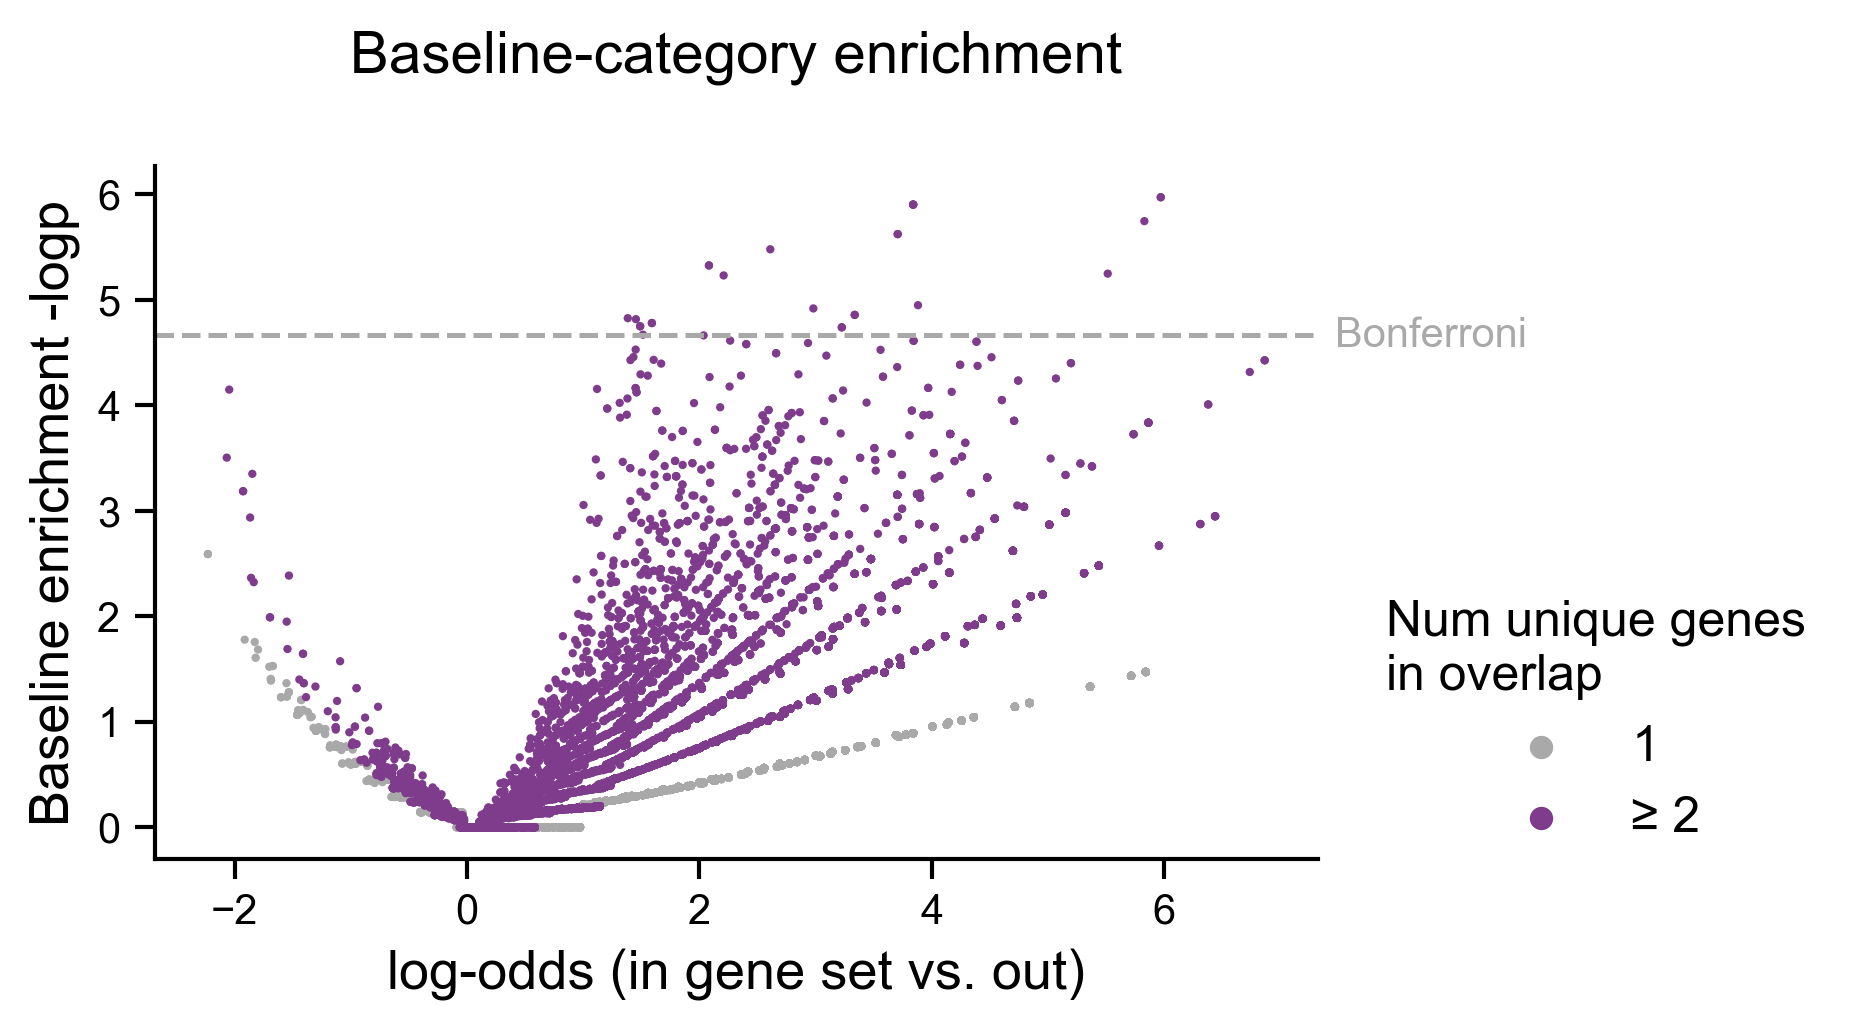 Baseline-category enrichment
Baseline enrichment -logp
6
5
4
3
2
1
0
Bonferroni
−2
0
2
4
6
log-odds (in gene set vs. out)
Num unique genes
in overlap
1
≥ 2